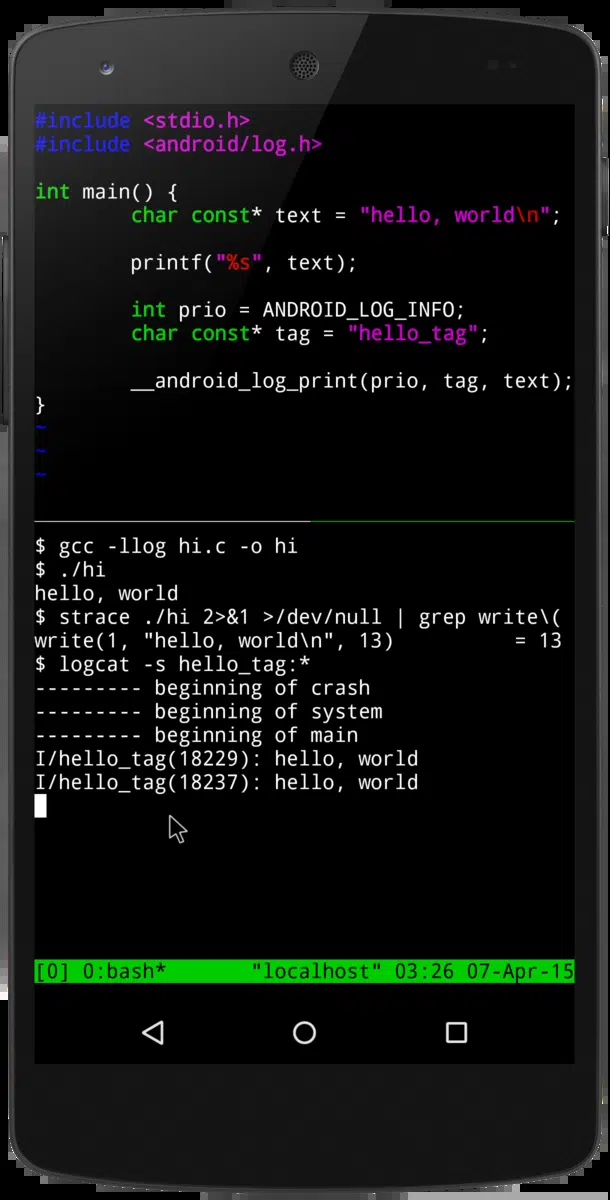 #include <stdio.h>
#include <android/log.h>
int main() {
char const* text = "hello, world\n";
printf("%s", text);
int prio = ANDROID_LOG_INFO;
char const* tag = "hello_tag";
__android_log_print(prio, tag, text);
}
~
~
~
$ gcc -llog hi.c -o hi
$ ./hi
hello, world
$ strace ./hi 2>&1 >/dev/null | grep write\(
write(1, "hello, world\n", 13) = 13
$ logcat -s hello_tag:*
--------- beginning of crash
--------- beginning of system
--------- beginning of main
I/hello_tag(18229): hello, world
I/hello_tag(18237): hello, world
[0] 0:bash* "localhost" 03:26 07-Apr-15